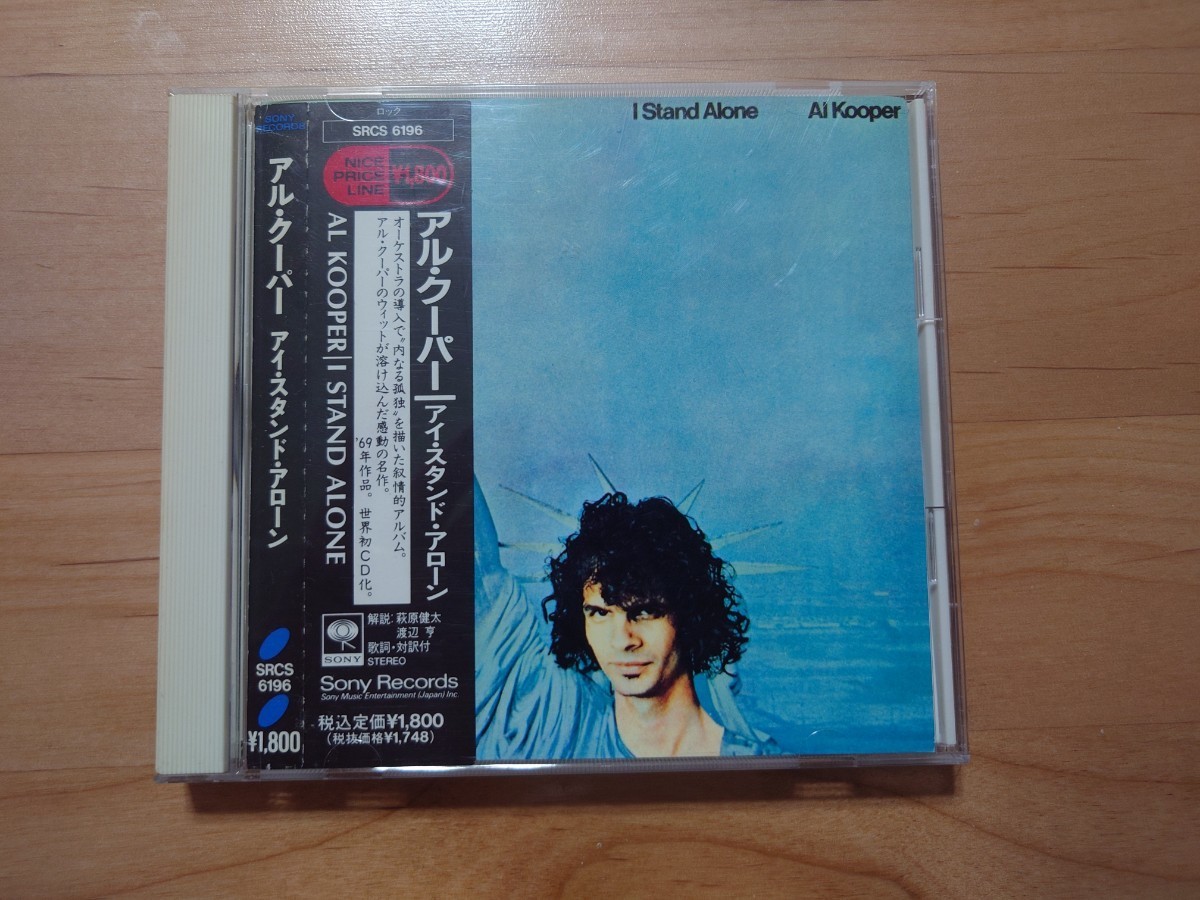 SONY RECORDS
アル・クーパー アイ・スタンド・アローン
SRCS
6196
¥1,800
ロック
SRCS 6196
NICE
PRICE
LINE
¥1,800
アル・クーパー|アイ・スタンド・アローン
オーケストラの導入で“内なる孤独”を描いた叙情的アルバム。
アル・クーパーのウィットが溶け込んだ感動の名作。
'69年作品。世界初CD化。
AL KOOPER|I STAND ALONE
SONY
解説:萩原健太
渡辺 亨
歌詞・対訳付
STEREO
Sony Records
Sony Music Entertainment (Japan) Inc.
税込定価¥1,800
(税抜価格¥1,748)
I Stand Alone Al Kooper